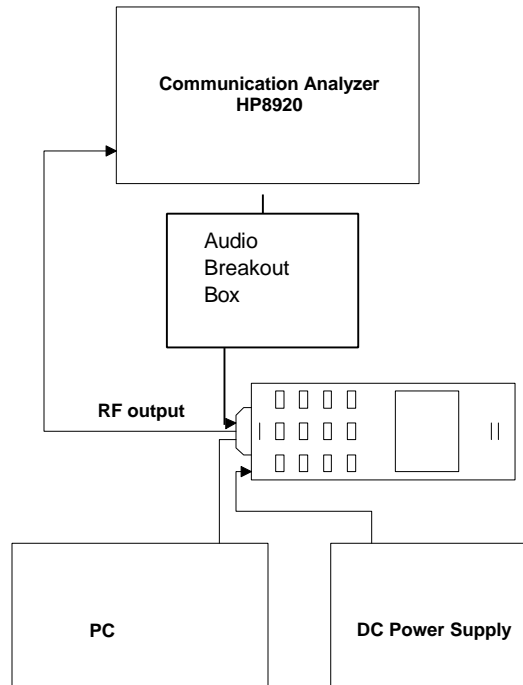 Communication Analyzer
HP8920
Audio
Breakout
Box
RF output
PC
DC Power Supply